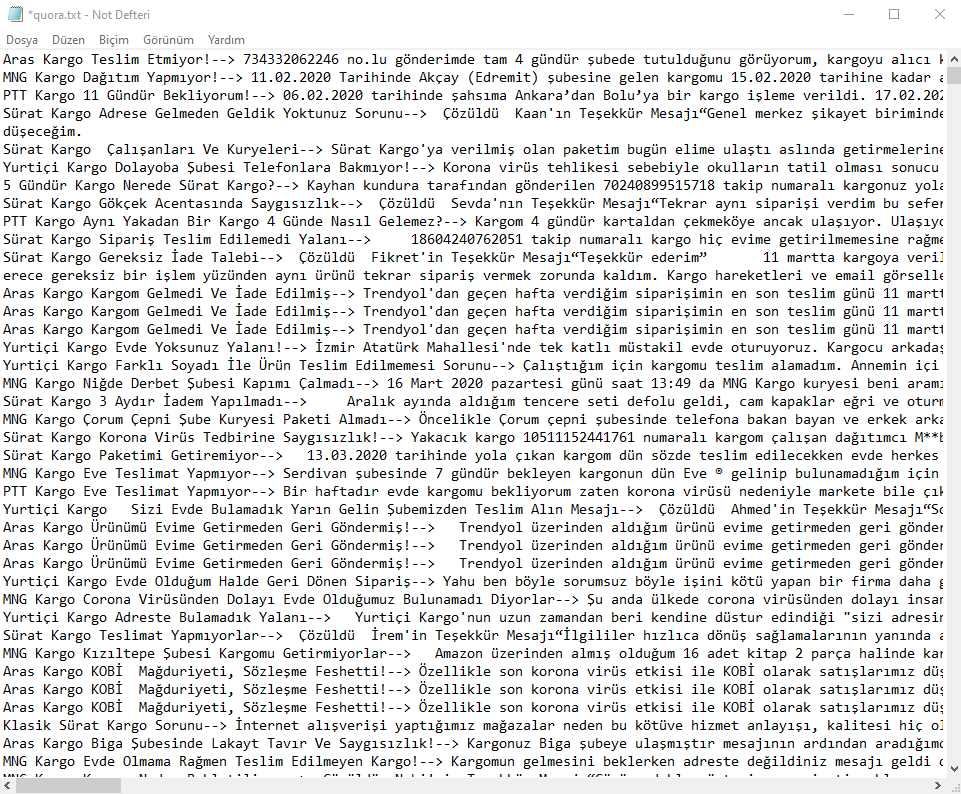 *quora.txt - Not Defteri
Dosya Düzen Biçim Görünüm Yardım
Aras Kargo Teslim Etmiyor!--> 734332062246 no.lu gönderimde tam 4 gündür şubede tutulduğunu görüyorum, kargoyu alıcı
MNG Kargo Dağıtım Yapmıyor!--> 11.02.2020 Tarihinde Akçay (Edremit) şubesine gelen kargomu 15.02.2020 tarihine kadar
PTT Kargo 11 Gündür Bekliyorum!--> 06.02.2020 tarihinde şahsıma Ankara’dan Bolu’ya bir kargo işleme verildi. 17.02.202
Sürat Kargo Adrese Gelmeden Geldik Yoktunuz Sorunu--> Çözüldü Kaan'ın Teşekkür Mesajı“Genel merkez şikayet biriminde
düşeceğim.
Sürat Kargo Çalışanları Ve Kuryeleri--> Sürat Kargo'ya verilmiş olan paketim bugün elime ulaştı aslında getirmelerine
Yurtiçi Kargo Dolayoba Şubesi Telefonlara Bakmıyor!--> Korona virüs tehlikesi sebebiyle okulların tatil olması sonucu
5 Gündür Kargo Nerede Sürat Kargo?--> Kayhan kundura tarafından gönderilen 70240899515718 takip numaralı kargonuz yola
Sürat Kargo Gökçek Acentasında Saygısızlık--> Çözüldü Sevda'nın Teşekkür Mesajı“Tekrar aynı siparişi verdim bu sefer
PTT Kargo Aynı Yakadan Bir Kargo 4 Günde Nasıl Gelemez?--> Kargom 4 gündür kartaldan çekmeköye ancak ulaşıyor. Ulaşıyo
Sürat Kargo Sipariş Teslim Edilemedi Yalanı--> 18604240762051 takip numaralı kargo hiç evime getirilmemesine rağme
Sürat Kargo Gereksiz İade Talebi--> Çözüldü Fikret'in Teşekkür Mesajı“Teşekkür ederim” 11 martta kargoya veril
erece gereksiz bir işlem yüzünden aynı ürünü tekrar sipariş vermek zorunda kaldım. Kargo hareketleri ve email görselle
Aras Kargo Kargom Gelmedi Ve İade Edilmiş--> Trendyol'dan geçen hafta verdiğim siparişimin en son teslim günü 11 martt
Aras Kargo Kargom Gelmedi Ve İade Edilmiş--> Trendyol'dan geçen hafta verdiğim siparişimin en son teslim günü 11 martt
Aras Kargo Kargom Gelmedi Ve İade Edilmiş--> Trendyol'dan geçen hafta verdiğim siparişimin en son teslim günü 11 martt
Yurtiçi Kargo Evde Yoksunuz Yalanı!--> İzmir Atatürk Mahallesi'nde tek katlı müstakil evde oturuyoruz. Kargocu arkadaş
Yurtiçi Kargo Farklı Soyadı İle Ürün Teslim Edilmemesi Sorunu--> Çalıştığım için kargomu teslim alamadım. Annemin içi
MNG Kargo Niğde Derbet Şubesi Kapımı Çalmadı--> 16 Mart 2020 pazartesi günü saat 13:49 da MNG Kargo kuryesi beni aramı
Sürat Kargo 3 Aydır İadem Yapılmadı--> Aralık ayında aldığım tencere seti defolu geldi, cam kapaklar eğri ve oturm
MNG Kargo Çorum Çepni Şube Kuryesi Paketi Almadı--> Öncelikle Çorum çepni şubesinde telefona bakan bayan ve erkek arka
Sürat Kargo Korona Virüs Tedbirine Saygısızlık!--> Yakacık kargo 10511152441761 numaralı kargom çalışan dağıtımcı M**b
Sürat Kargo Paketimi Getiremiyor--> 13.03.2020 tarihinde yola çıkan kargom dün sözde teslim edilecekken evde herkes
MNG Kargo Eve Teslimat Yapmıyor--> Serdivan şubesinde 7 gündür bekleyen kargonun dün Eve ® gelinip bulunamadığım için
PTT Kargo Eve Teslimat Yapmıyor--> Bir haftadır evde kargomu bekliyorum zaten korona virüsü nedeniyle markete bile çık
Yurtiçi Kargo Sizi Evde Bulamadık Yarın Gelin Şubemizden Teslim Alın Mesajı--> Çözüldü Ahmed'in Teşekkür Mesajı“So
Aras Kargo Ürünümü Evime Getirmeden Geri Göndermiş!--> Trendyol üzerinden aldığım ürünü evime getirmeden geri gönder
Aras Kargo Ürünümü Evime Getirmeden Geri Göndermiş!--> Trendyol üzerinden aldığım ürünü evime getirmeden geri gönder
Aras Kargo Ürünümü Evime Getirmeden Geri Göndermiş!--> Trendyol üzerinden aldığım ürünü evime getirmeden geri gönder
Yurtiçi Kargo Evde Olduğum Halde Geri Dönen Sipariş--> Yahu ben böyle sorumsuz böyle işini kötü yapan bir firma daha g
MNG Kargo Corona Virüsünden Dolayı Evde Olduğumuz Bulunamadı Diyorlar--> Şu anda ülkede corona virüsünden dolayı insan
Yurtiçi Kargo Adreste Bulamadık Yalanı--> Yurtiçi Kargo'nun uzun zamandan beri kendine düstur edindiği "sizi adresin
Sürat Kargo Teslimat Yapmıyorlar--> Çözüldü İrem'in Teşekkür Mesajı“İlgililer hızlıca dönüş sağlamalarının yanında a
MNG Kargo Kızıltepe Şubesi Kargomu Getirmiyorlar--> Amazon üzerinden almış olduğum 16 adet kitap 2 parça halinde kar
Aras Kargo KOBİ Mağduriyeti, Sözleşme Feshetti!--> Özellikle son korona virüs etkisi ile KOBİ olarak satışlarımız düş
Aras Kargo KOBİ Mağduriyeti, Sözleşme Feshetti!--> Özellikle son korona virüs etkisi ile KOBİ olarak satışlarımız düş
Aras Kargo KOBİ Mağduriyeti, Sözleşme Feshetti!--> Özellikle son korona virüs etkisi ile KOBİ olarak satışlarımız düş
Klasik Sürat Kargo Sorunu--> İnternet alışverişi yaptığımız mağazalar neden bu kötüve hizmet anlayışı, kalitesi hiç ol
Aras Kargo Biga Şubesinde Lakayt Tavır Ve Saygısızlık!--> Kargonuz Biga şubeye ulaşmıştır mesajının ardından aradığımd
MNG Kargo Evde Olmama Rağmen Teslim Edilmeyen Kargo!--> Kargomun gelmesini beklerken adreste değildiniz mesajı geldi